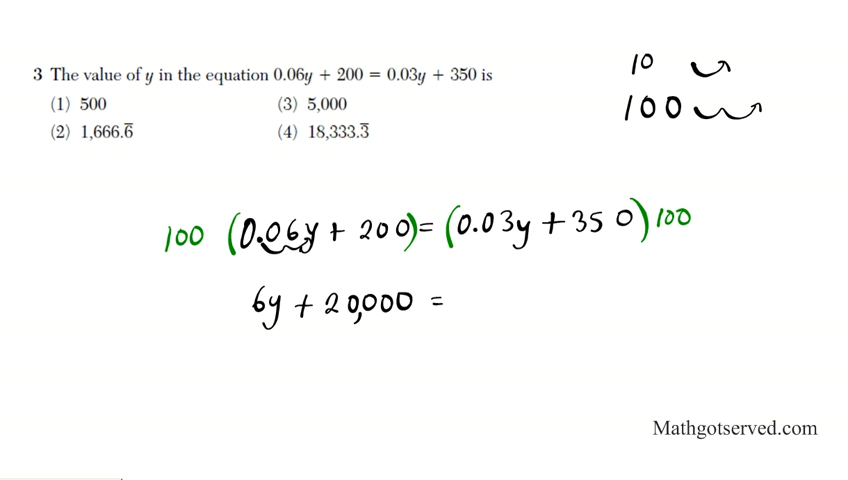 3 The value of y in the equation 0.06y + 200 = 0.03y + 350 is
(1) 500
(3) 5,000
(2) 1,666.6̅
(4) 18,333.3̅
10
100
100 (0.06y + 200) = (0.03y + 350) 100
6y + 20,000 =
Mathgotserved.com